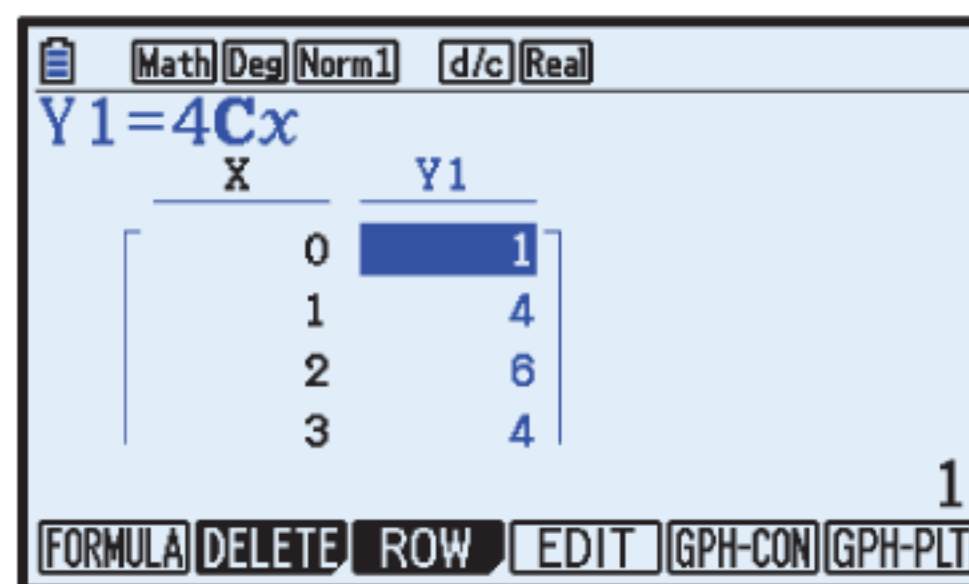 Math Deg Norm1 d/c Real
Y1=4Cx
X Y1
0 1
1 4
2 6
3 4
1
FORMULA DELETE ROW EDIT GPH-CON GPH-PLT